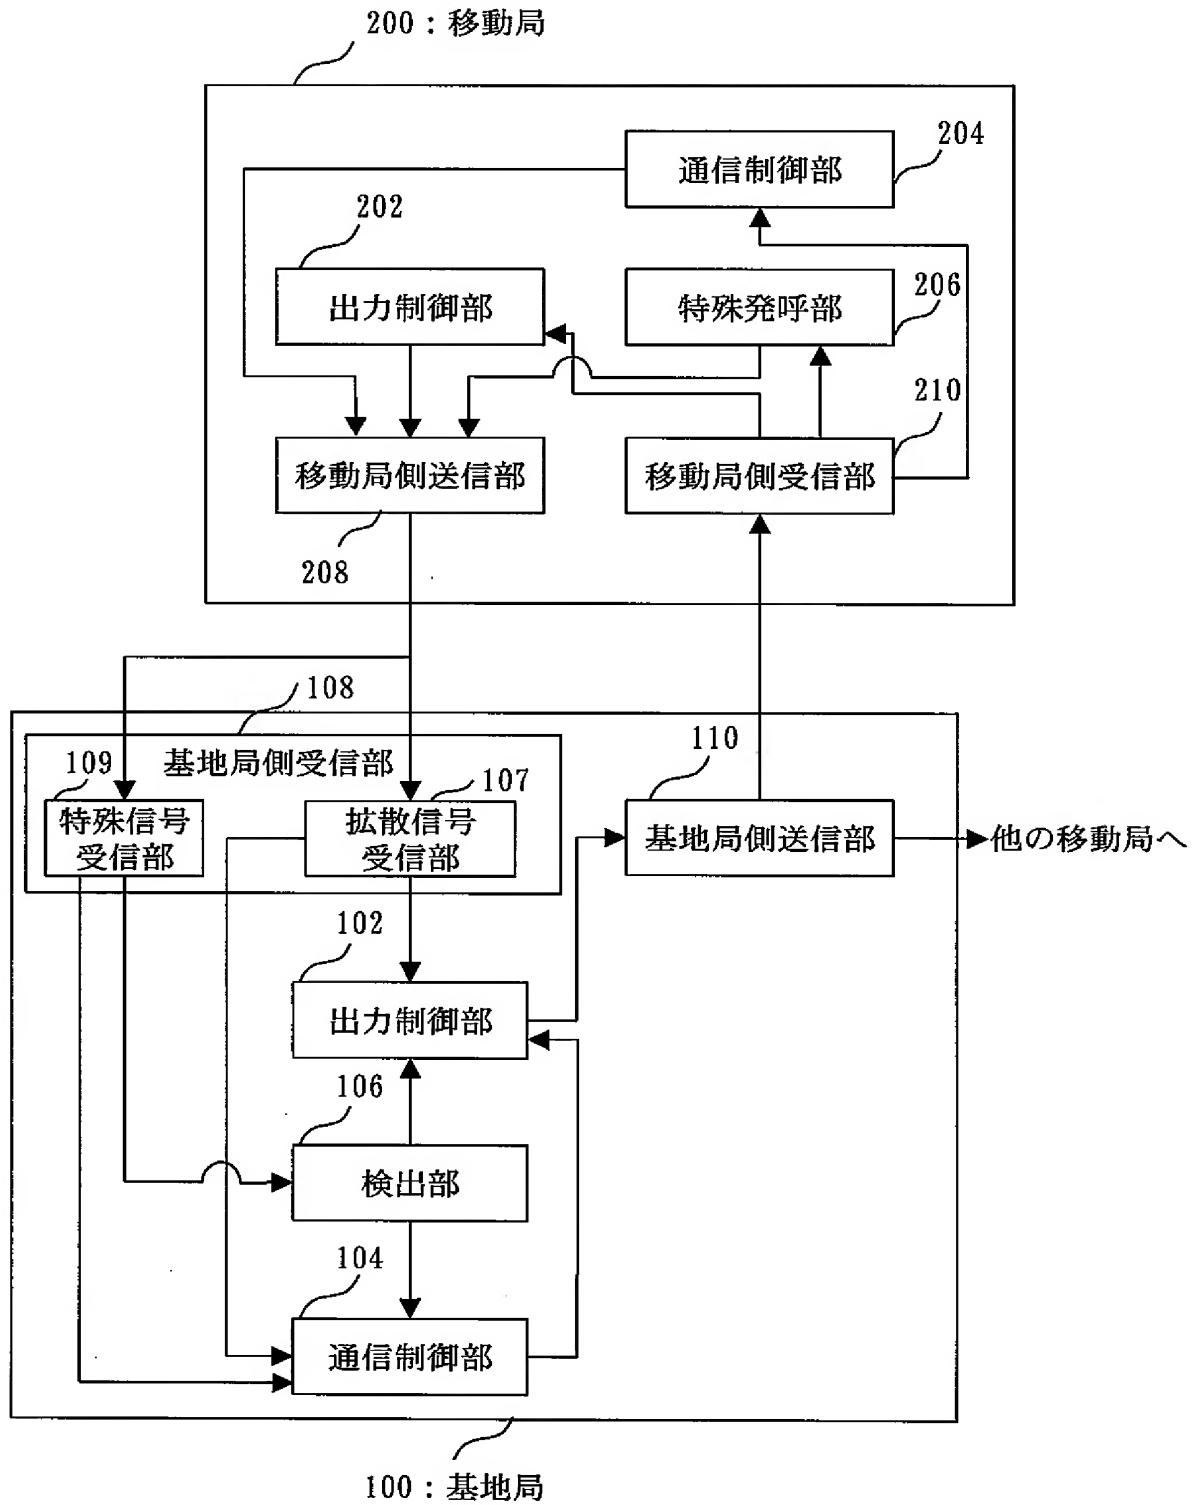 200:移動局
204
通信制御部
202
出力制御部
206
特殊発呼部
210
移動局側送信部
移動局側受信部
208
108
110
109
基地局側受信部
107
特殊信号
受信部
拡散信号
受信部
基地局側送信部
他の移動局へ
102
出力制御部
106
検出部
104
通信制御部
100:基地局